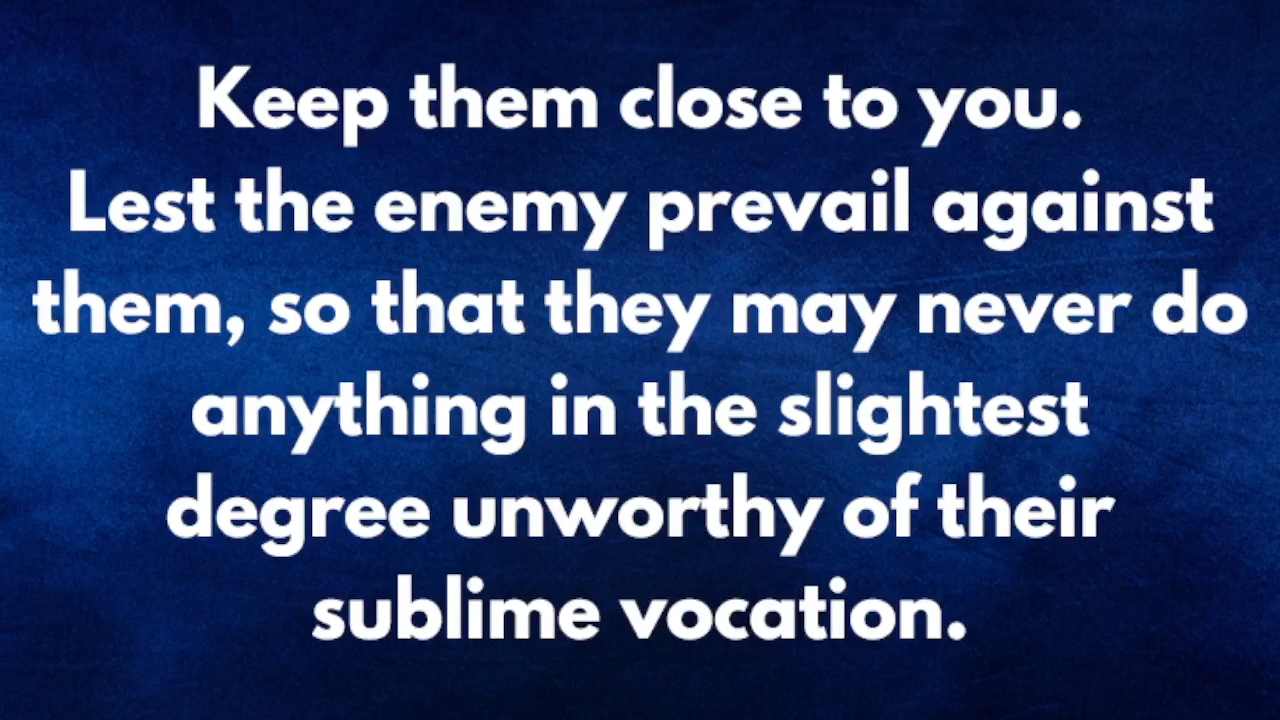 Keep them close to you.
Lest the enemy prevail against
them, so that they may never do
anything in the slightest
degree unworthy of their
sublime vocation.